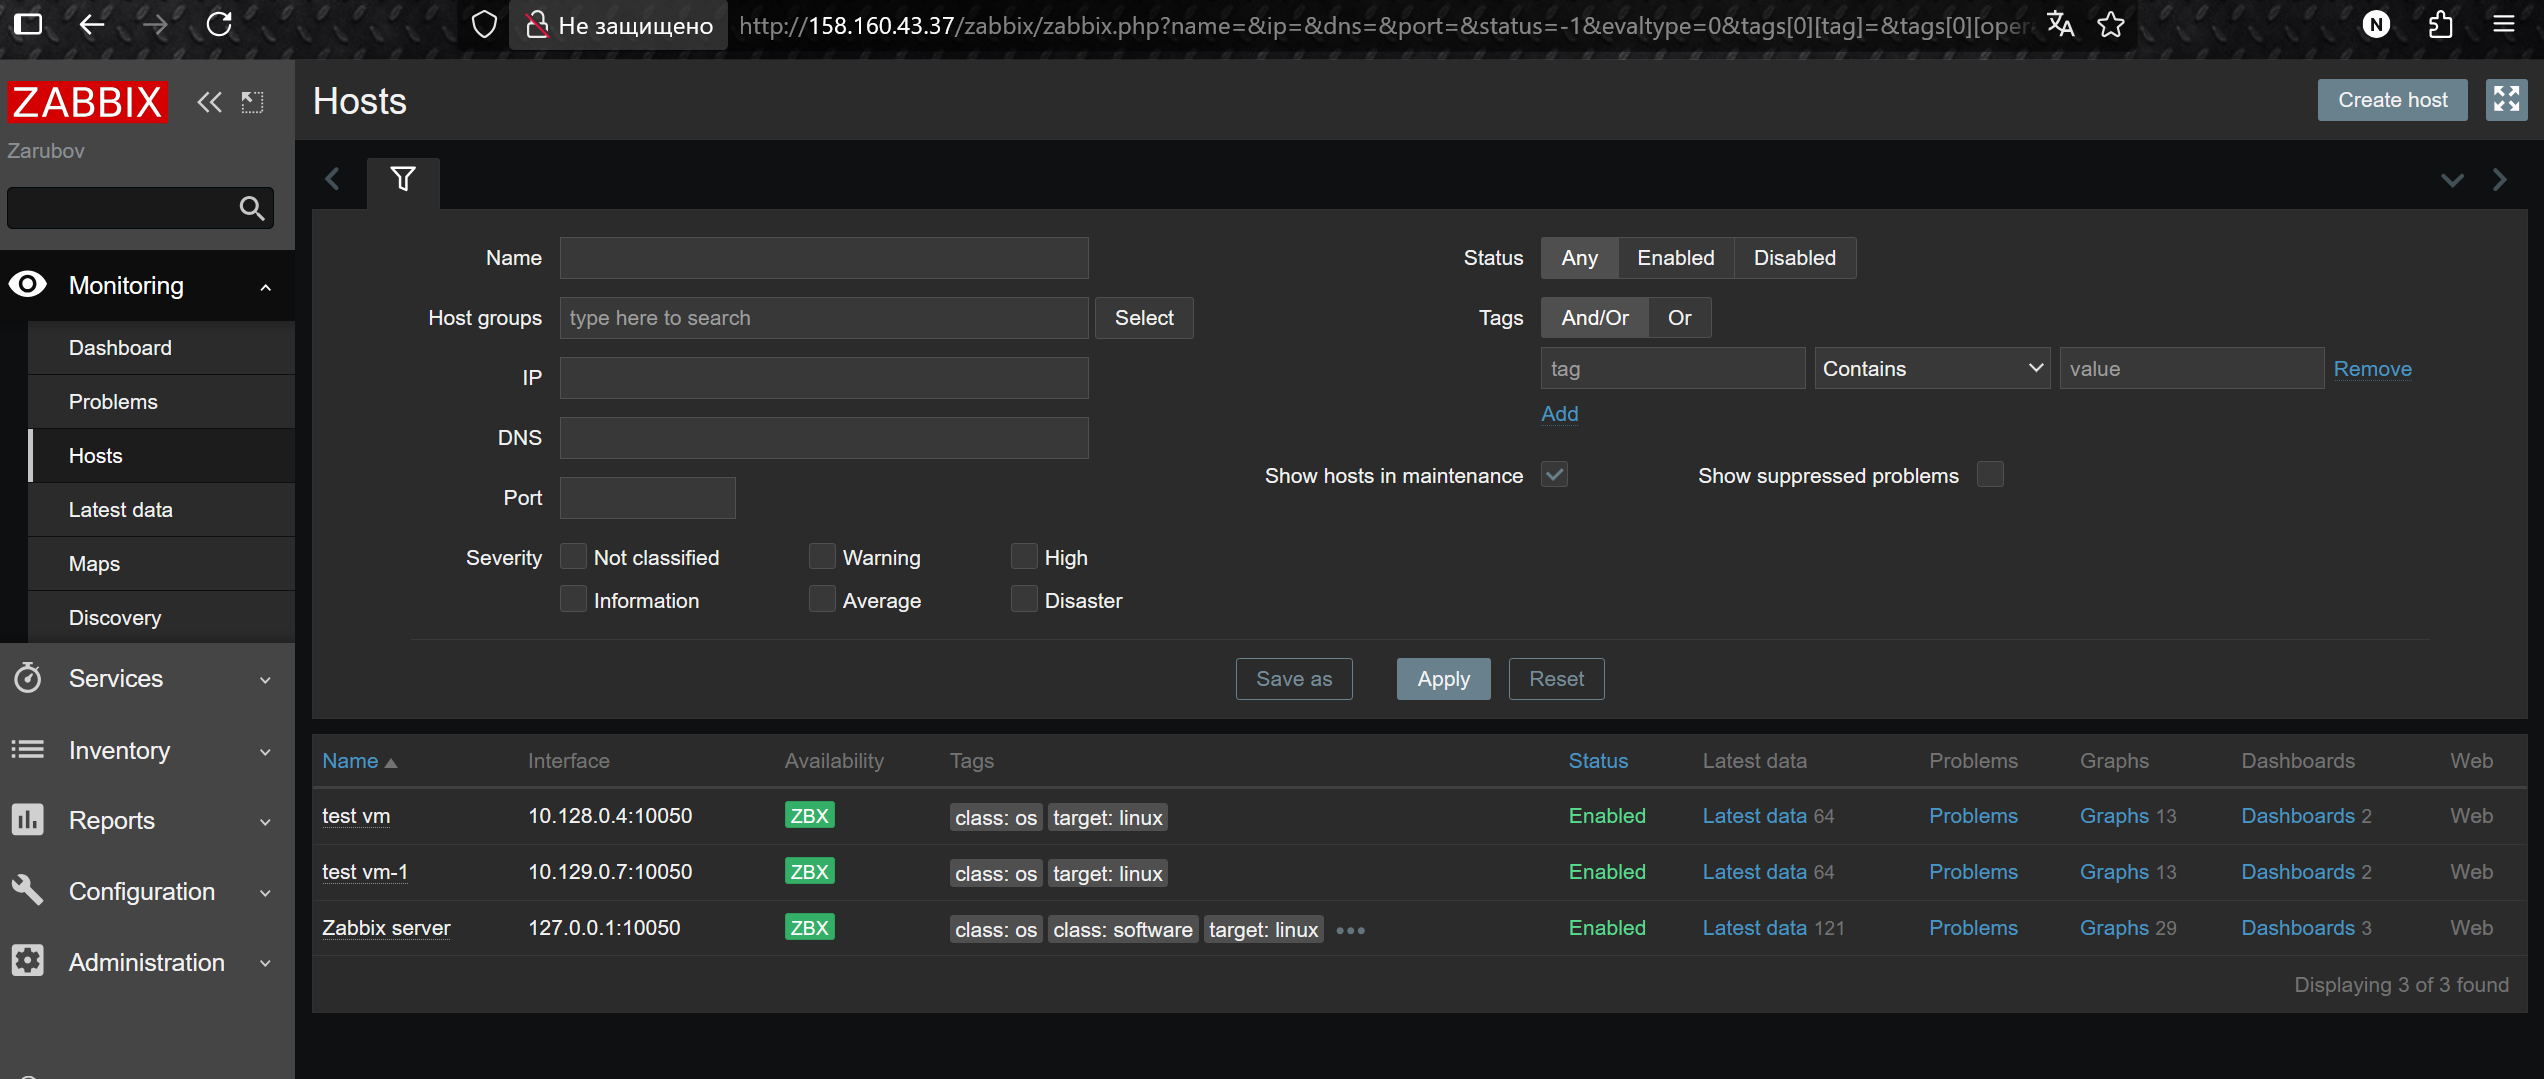 Не защищено http://158.160.43.37/zabbix/zabbix.php?name=&ip=&dns=&port=&status=-1&evaltype=0&tags[0][tag]=&tags[0][oper N
ZABBIX
Zarubov
Monitoring
Dashboard
Problems
Hosts
Latest data
Maps
Discovery
Services
Inventory
Reports
Configuration
Administration
Hosts
Create host
Name
Host groups type here to search Select
IP
DNS
Port
Severity Not classified Warning High
Information Average Disaster
Status Any Enabled Disabled
Tags And/Or Or
tag Contains value Remove
Add
Show hosts in maintenance Show suppressed problems
Save as Apply Reset
Name Interface Availability Tags Status Latest data Problems Graphs Dashboards Web
test vm 10.128.0.4:10050 ZBX class: os target: linux Enabled Latest data 64 Problems Graphs 13 Dashboards 2 Web
test vm-1 10.129.0.7:10050 ZBX class: os target: linux Enabled Latest data 64 Problems Graphs 13 Dashboards 2 Web
Zabbix server 127.0.0.1:10050 ZBX class: os class: software target: linux ••• Enabled Latest data 121 Problems Graphs 29 Dashboards 3 Web
Displaying 3 of 3 found